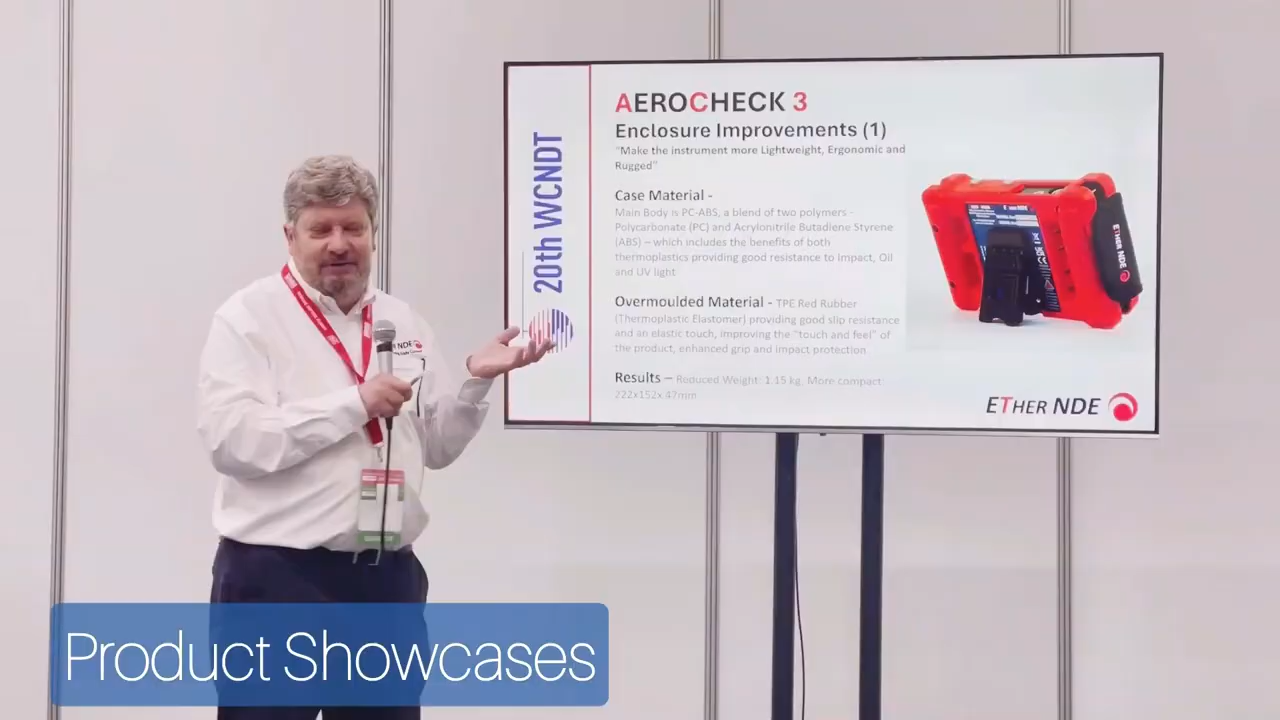 AEROCHECK 3
Enclosure Improvements (1)
"Make the instrument more Lightweight, Ergonomic and
Rugged"
Case Material -
Main Body is PC-ABS, a blend of two polymers -
Polycarbonate (PC) and Acrylonitrile Butadiene Styrene
(ABS) – which includes the benefits of both
thermoplastics providing good resistance to impact, Oil
and UV light
Overmoulded Material - TPE Red Rubber
(Thermoplastic Elastomer) providing good slip resistance
and an elastic touch, improving the "touch and feel" of
the product, enhanced grip and impact protection
Results – Reduced Weight: 1.15 kg, More compact:
222x152x 47mm
20th WCNDT
ETHER NDE
ETHER NDE
NDE
Product Showcases